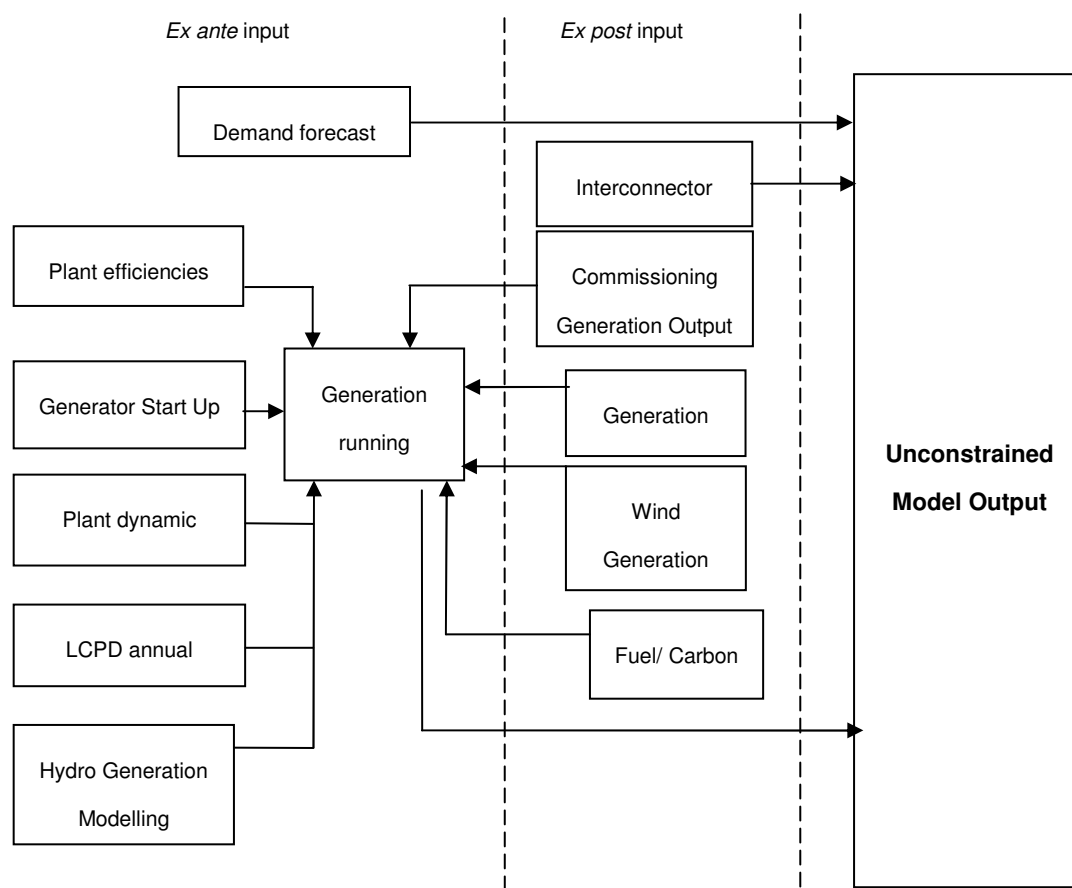 Ex ante input
Ex post input
Demand forecast
Interconnector
Plant efficiencies
Commissioning
Generation Output
Generator Start Up
Generation
running
Generation
Plant dynamic
Wind
Generation
Unconstrained
Model Output
LCPD annual
Fuel/ Carbon
Hydro Generation
Modelling